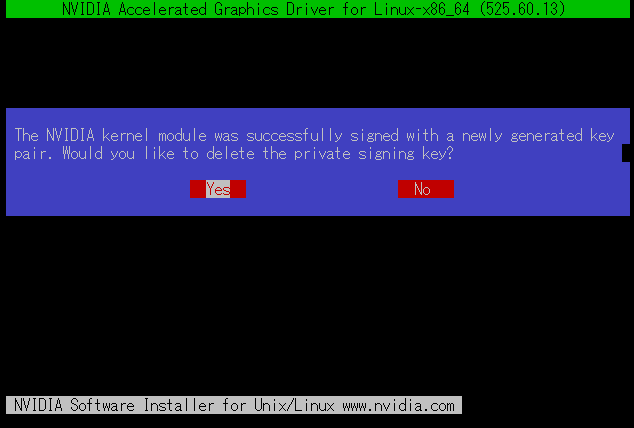 NVIDIA Accelerated Graphics Driver for Linux-x86_64 (525.60.13)
The NVIDIA kernel module was successfully signed with a newly generated key
pair. Would you like to delete the private signing key?
Yes No
NVIDIA Software Installer for Unix/Linux www.nvidia.com